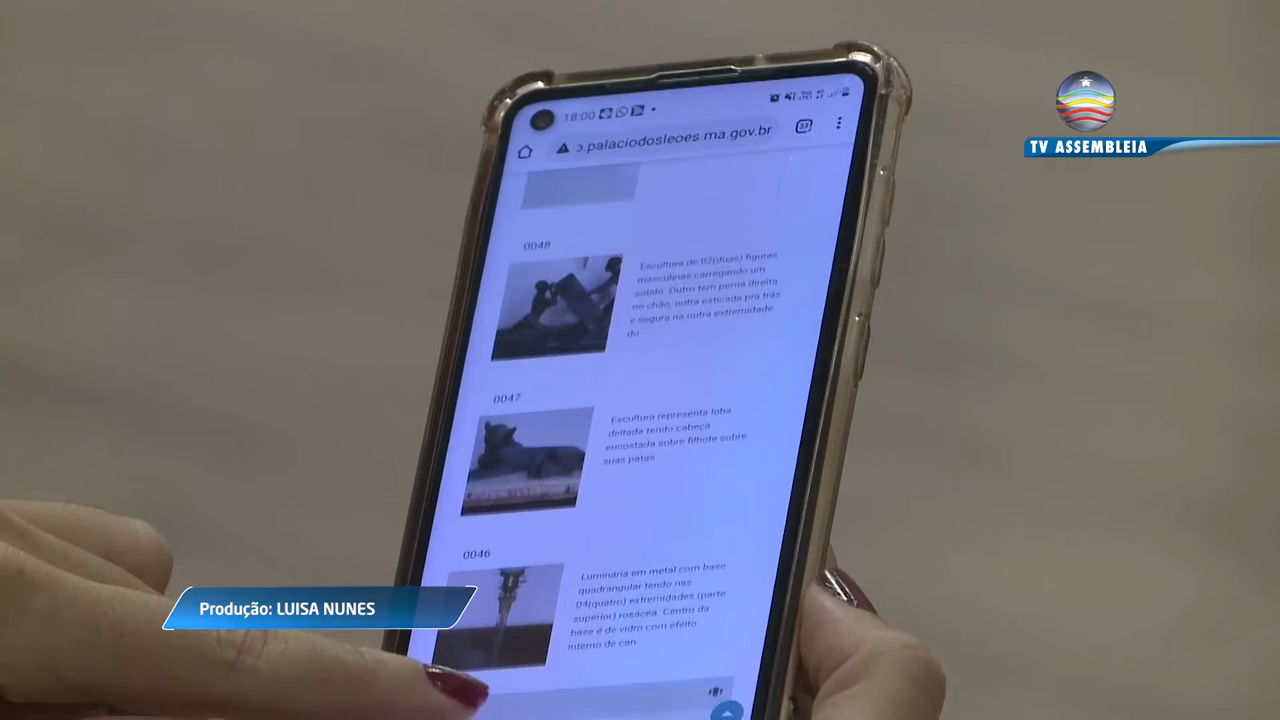 TV ASSEMBLEIA
18:00
o.palaciodosleoes.ma.gov.br
33
0048
Escultura de 02(duas) figuras
masculinas carregando um
solido. Outro tem perna direita
no chão, outra esticada pra trás
e segura na outra extremidade
do
0047
Escultura representa loba
deitada tendo cabeça
encostada sobre filhote sobre
suas patas.
0046
Luminária em metal com base
quadrangular tendo nas
04(quatro) extremidades (parte
superior) rosácea. Centro da
base é de vidro com efeito
interno de can
Produção: LUISA NUNES